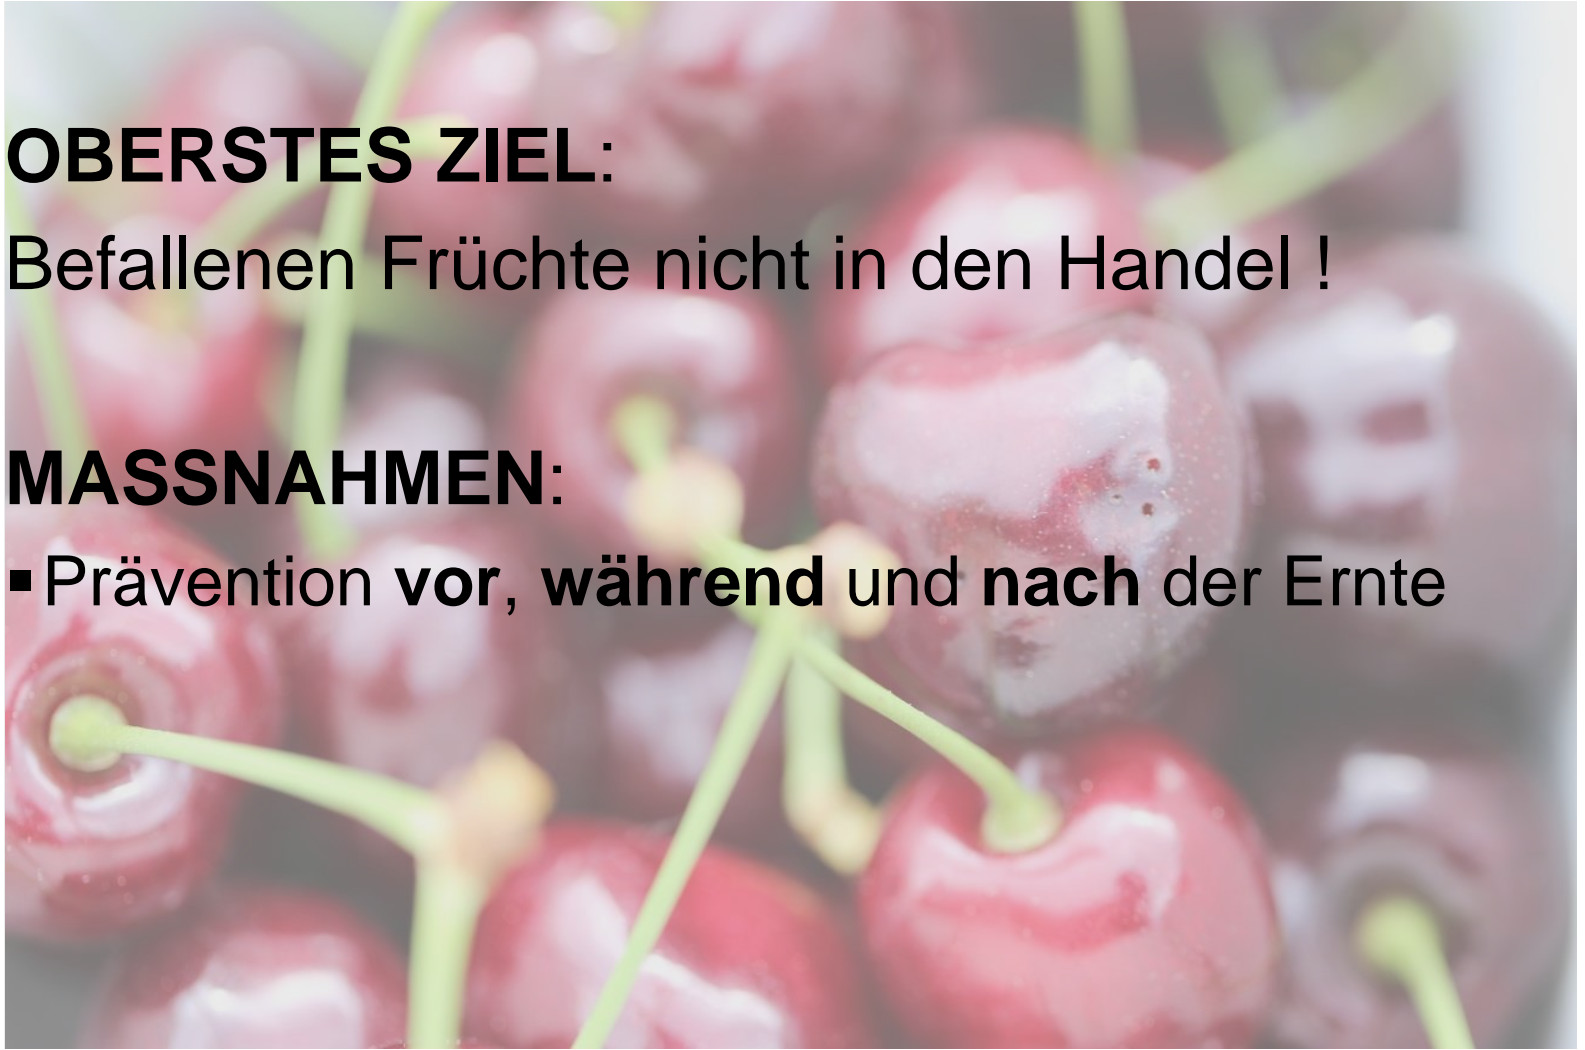 OBERSTES ZIEL:
Befallenen Früchte nicht in den Handel !
MASSNAHMEN:
▪Prävention vor, während und nach der Ernte